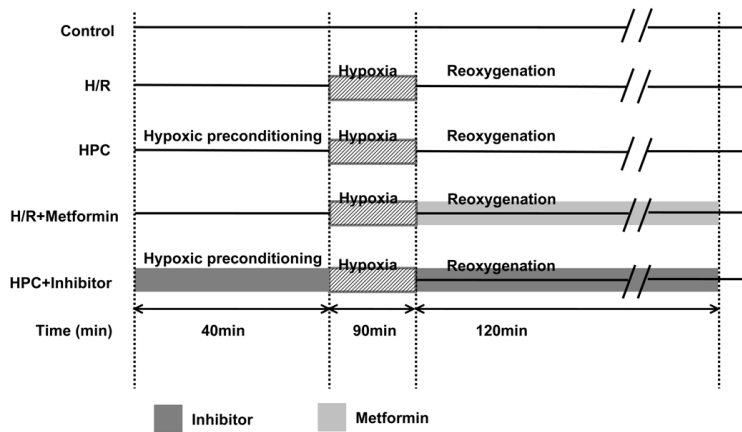 Control
H/R Hypoxia Reoxygenation
HPC Hypoxic preconditioning Hypoxia Reoxygenation
H/R+Metformin Hypoxia Reoxygenation
HPC+Inhibitor Hypoxic preconditioning Hypoxia Reoxygenation
Time (min) 40min 90min 120min
Inhibitor Metformin